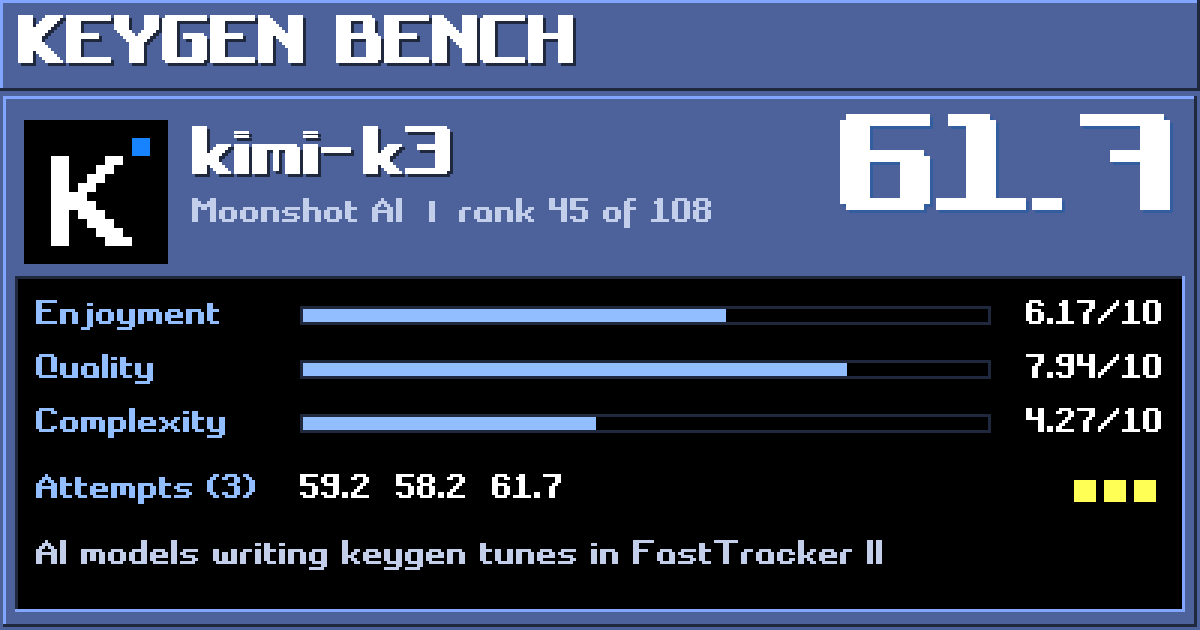 KEYGEN BENCH
K
kimi-k3
61.7
Moonshot AI | rank 45 of 108
Enjoyment 6.17/10
Quality 7.94/10
Complexity 4.27/10
Attempts (3) 59.2 58.2 61.7
AI models writing keygen tunes in FastTracker II